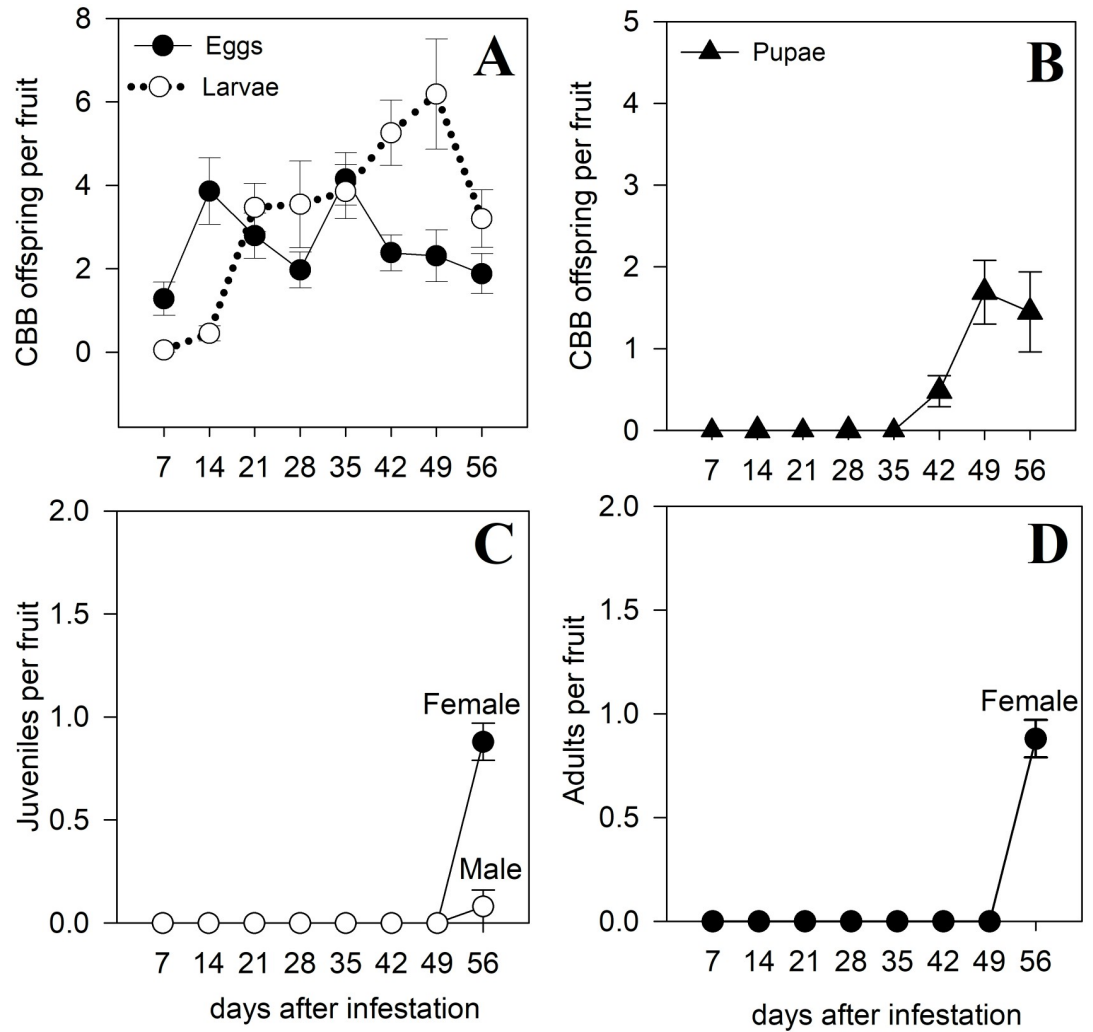 A
Eggs
Larvae
CBB offspring per fruit
8
6
4
2
0
7 14 21 28 35 42 49 56
B
Pupae
CBB offspring per fruit
5
4
3
2
1
0
7 14 21 28 35 42 49 56
C
Juveniles per fruit
2.0
1.5
1.0
0.5
0.0
Female
Male
7 14 21 28 35 42 49 56
days after infestation
D
Adults per fruit
2.0
1.5
1.0
0.5
0.0
Female
7 14 21 28 35 42 49 56
days after infestation